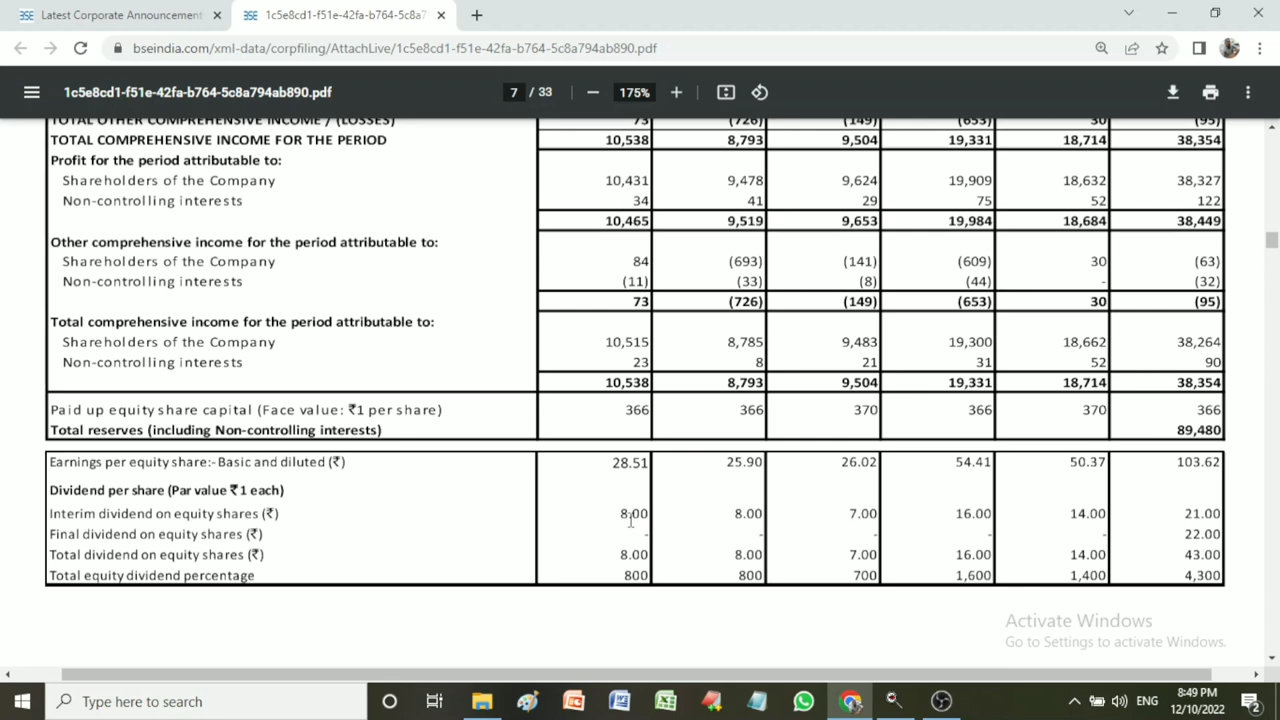 Latest Corporate Announcement
1c5e8cd1-f51e-42fa-b764-5c8a7
bseindia.com/xml-data/corpfiling/AttachLive/1c5e8cd1-f51e-42fa-b764-5c8a794ab890.pdf
1c5e8cd1-f51e-42fa-b764-5c8a794ab890.pdf 7 / 33 175%
TOTAL OTHER COMPREHENSIVE INCOME / (LOSSES) 73 (726) (149) (653) 30 (95)
TOTAL COMPREHENSIVE INCOME FOR THE PERIOD 10,538 8,793 9,504 19,331 18,714 38,354
Profit for the period attributable to:
Shareholders of the Company 10,431 9,478 9,624 19,909 18,632 38,327
Non-controlling interests 34 41 29 75 52 122
10,465 9,519 9,653 19,984 18,684 38,449
Other comprehensive income for the period attributable to:
Shareholders of the Company 84 (693) (141) (609) 30 (63)
Non-controlling interests (11) (33) (8) (44) - (32)
73 (726) (149) (653) 30 (95)
Total comprehensive income for the period attributable to:
Shareholders of the Company 10,515 8,785 9,483 19,300 18,662 38,264
Non-controlling interests 23 8 21 31 52 90
10,538 8,793 9,504 19,331 18,714 38,354
Paid up equity share capital (Face value: ₹1 per share) 366 366 370 366 370 366
Total reserves (including Non-controlling interests) 89,480
Earnings per equity share:- Basic and diluted (₹) 28.51 25.90 26.02 54.41 50.37 103.62
Dividend per share (Par value ₹1 each)
Interim dividend on equity shares (₹) 8.00 8.00 7.00 16.00 14.00 21.00
Final dividend on equity shares (₹) - - - - - 22.00
Total dividend on equity shares (₹) 8.00 8.00 7.00 16.00 14.00 43.00
Total equity dividend percentage 800 800 700 1,600 1,400 4,300
Activate Windows
Go to Settings to activate Windows.
Type here to search
ENG
8:49 PM
12/10/2022
2